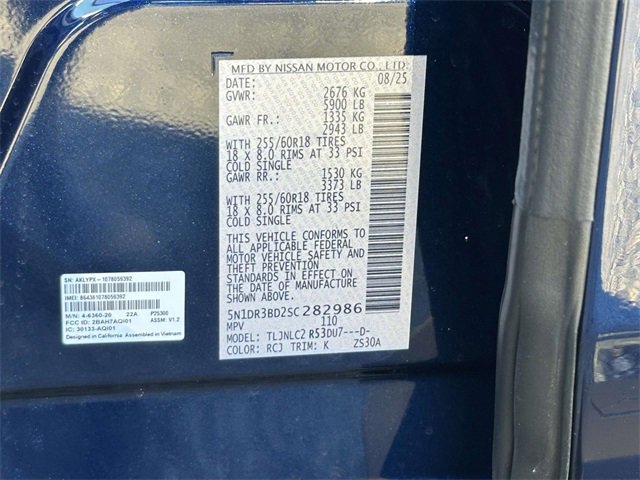 MFD BY NISSAN MOTOR CO., LTD.
DATE: 08/25
GVWR: 2676 KG
5900 LB
GAWR FR.: 1335 KG
2943 LB
WITH 255/60R18 TIRES
18 X 8.0 RIMS AT 33 PSI
COLD SINGLE
GAWR RR.: 1530 KG
3373 LB
WITH 255/60R18 TIRES
18 X 8.0 RIMS AT 33 PSI
COLD SINGLE
THIS VEHICLE CONFORMS TO
ALL APPLICABLE FEDERAL
MOTOR VEHICLE SAFETY AND
THEFT PREVENTION
STANDARDS IN EFFECT ON
THE DATE OF MANUFACTURE
SHOWN ABOVE.
5N1DR3BD2SC282986
MPV 110
MODEL: TLJNLC2 R53DU7---D-
COLOR: RCJ TRIM: K ZS30A
SN: AKLYPX-1078056392
IMEI: 864361078056392
M/N: 4-6360-20 22A P25300
FCC ID: 2BAH7AQI01 ASSM: V1.2
IC: 30133-AQI01
Designed in California Assembled in Vietnam